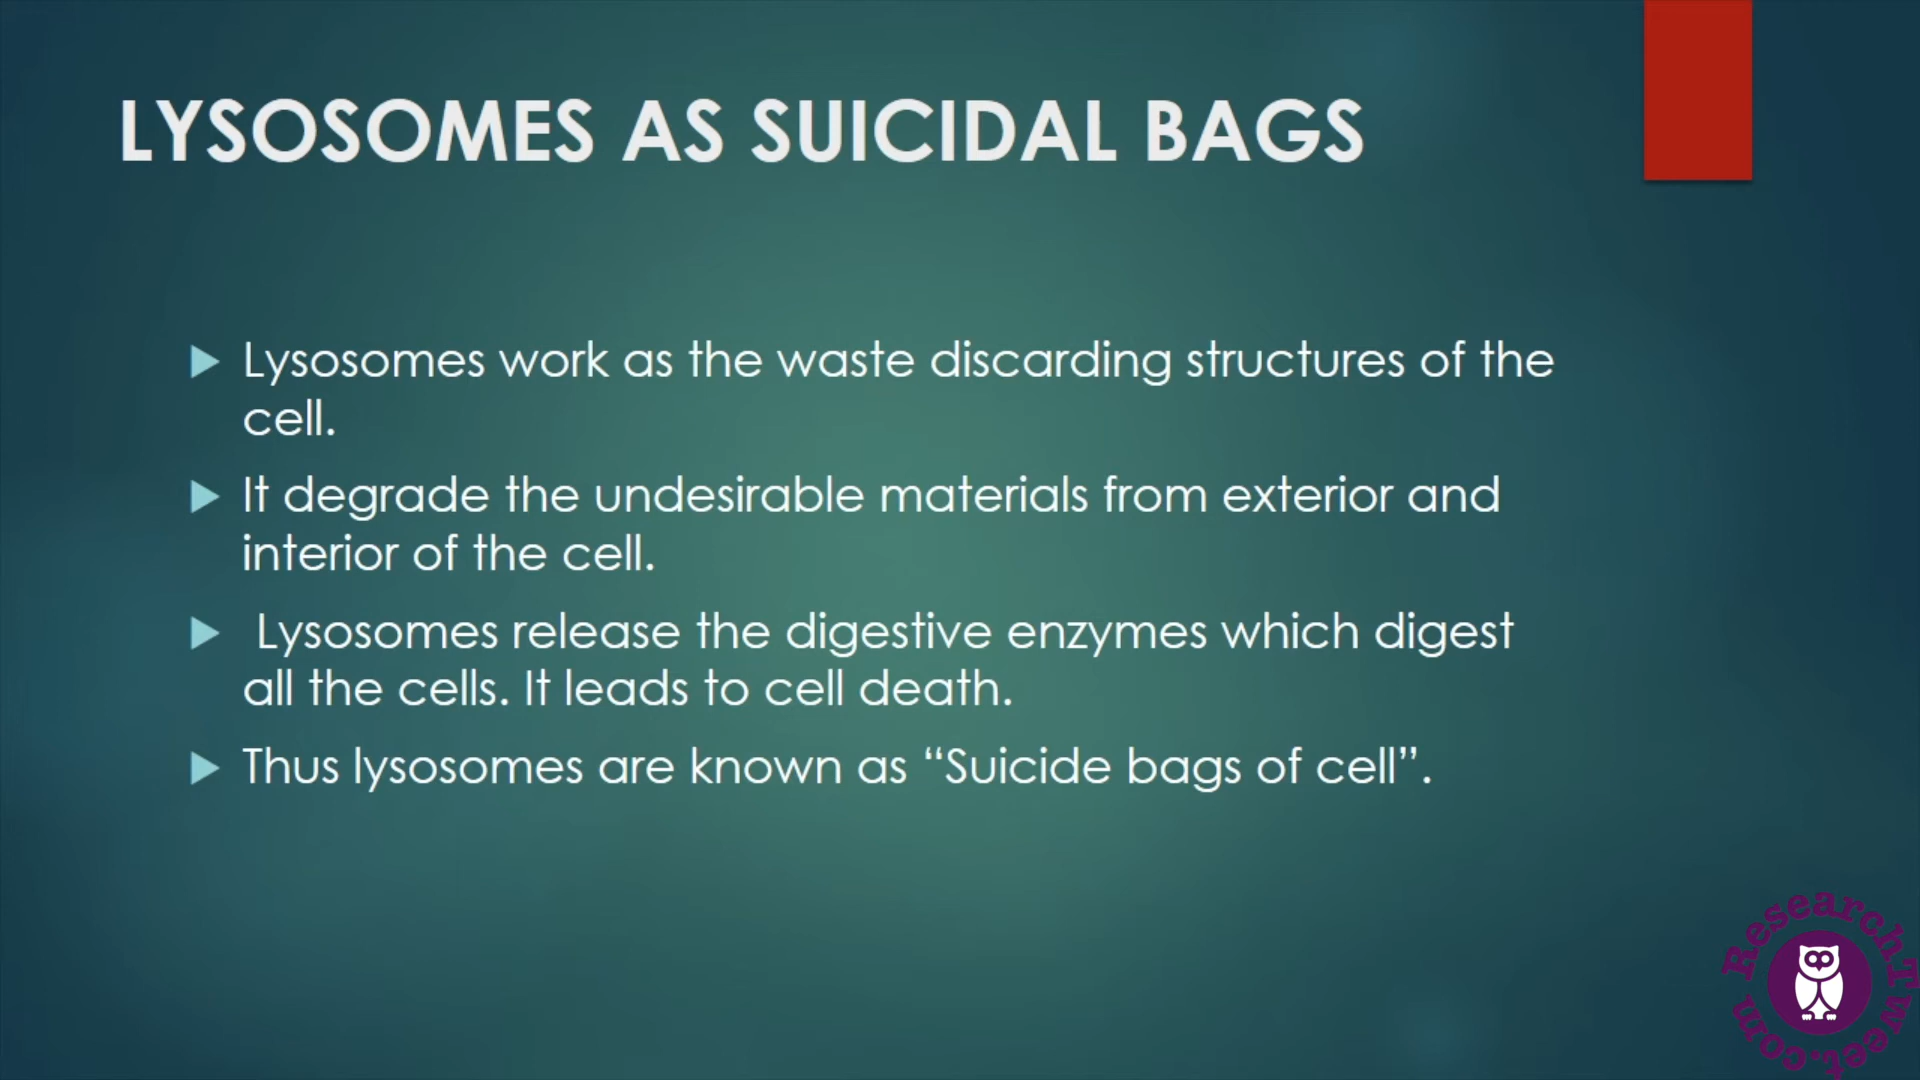 LYSOSOMES AS SUICIDAL BAGS
Lysosomes work as the waste discarding structures of the
cell.
It degrade the undesirable materials from exterior and
interior of the cell.
Lysosomes release the digestive enzymes which digest
all the cells. It leads to cell death.
Thus lysosomes are known as “Suicide bags of cell”.
ResearchTweet.com